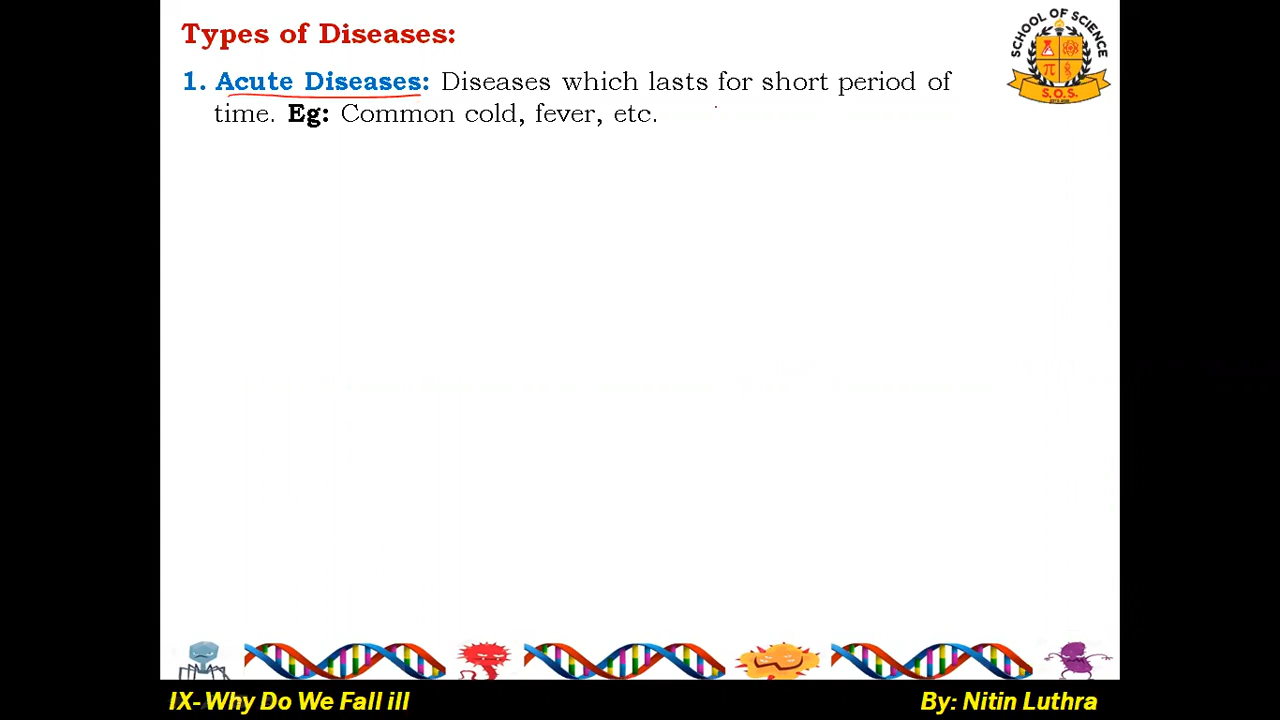 Types of Diseases:
1. Acute Diseases: Diseases which lasts for short period of
time. Eg: Common cold, fever, etc.
SCHOOL OF SCIENCE
π
S.O.S.
IX-Why Do We Fall ill
By: Nitin Luthra